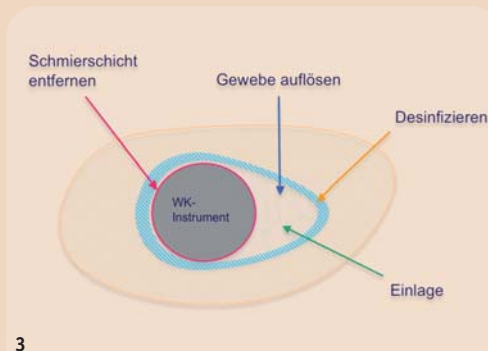 Schmierschicht
entfernen
Gewebe auflösen
Desinfizieren
WK-
Instrument
Einlage
3